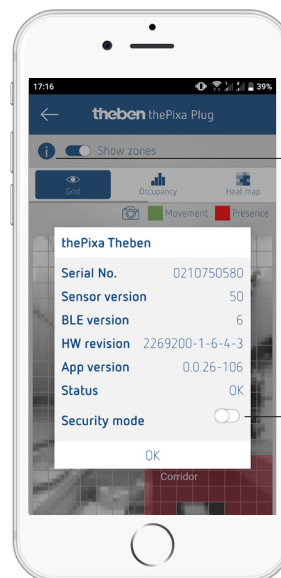 17:16 39%
theben thePixa Plug
i Show zones
Grid Occupancy Heat map
Movement Presence
thePixa Theben
Serial No. 0210750580
Sensor version 50
BLE version 6
HW revision 2269200-1-6-4-3
App version 0.0.26-106
Status OK
Security mode
OK
Corridor